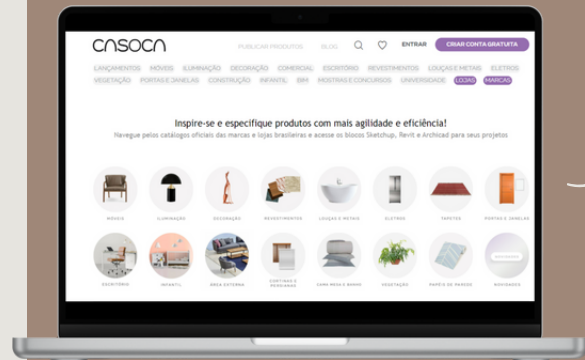 CASOCA
PUBLICAR PRODUTOS BLOG ENTRAR CRIAR CONTA GRATUITA
LANÇAMENTOS MÓVEIS ILUMINAÇÃO DECORAÇÃO COMERCIAL ESCRITÓRIO REVESTIMENTOS LOUÇAS E METAIS ELETROS
VEGETAÇÃO PORTAS E JANELAS CONSTRUÇÃO INFANTIL BIM MOSTRAS E CONCURSOS UNIVERSIDADE LOJAS MARCAS
Inspire-se e especifique produtos com mais agilidade e eficiência!
Navegue pelos catálogos oficiais das marcas e lojas brasileiras e acesse os blocos Sketchup, Revit e Archicad para seus projetos
MÓVEIS ILUMINAÇÃO DECORAÇÃO REVESTIMENTOS LOUÇAS E METAIS ELETROS TAPETES PORTAS E JANELAS
ESCRITÓRIO INFANTIL ÁREA EXTERNA CORTINAS E PERSIANAS CAMA MESA E BANHO VEGETAÇÃO PAPÉIS DE PAREDE NOVIDADES